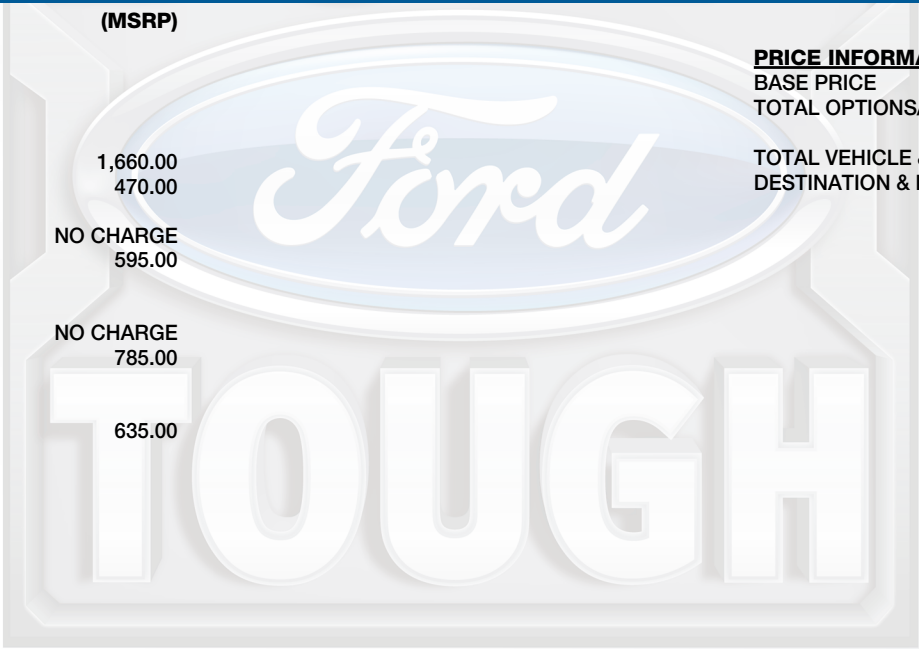 (MSRP)
1,660.00
470.00
NO CHARGE
595.00
NO CHARGE
785.00
635.00
PRICE INFORMA
BASE PRICE
TOTAL OPTIONS
TOTAL VEHICLE &
DESTINATION &
Ford
TOUGH